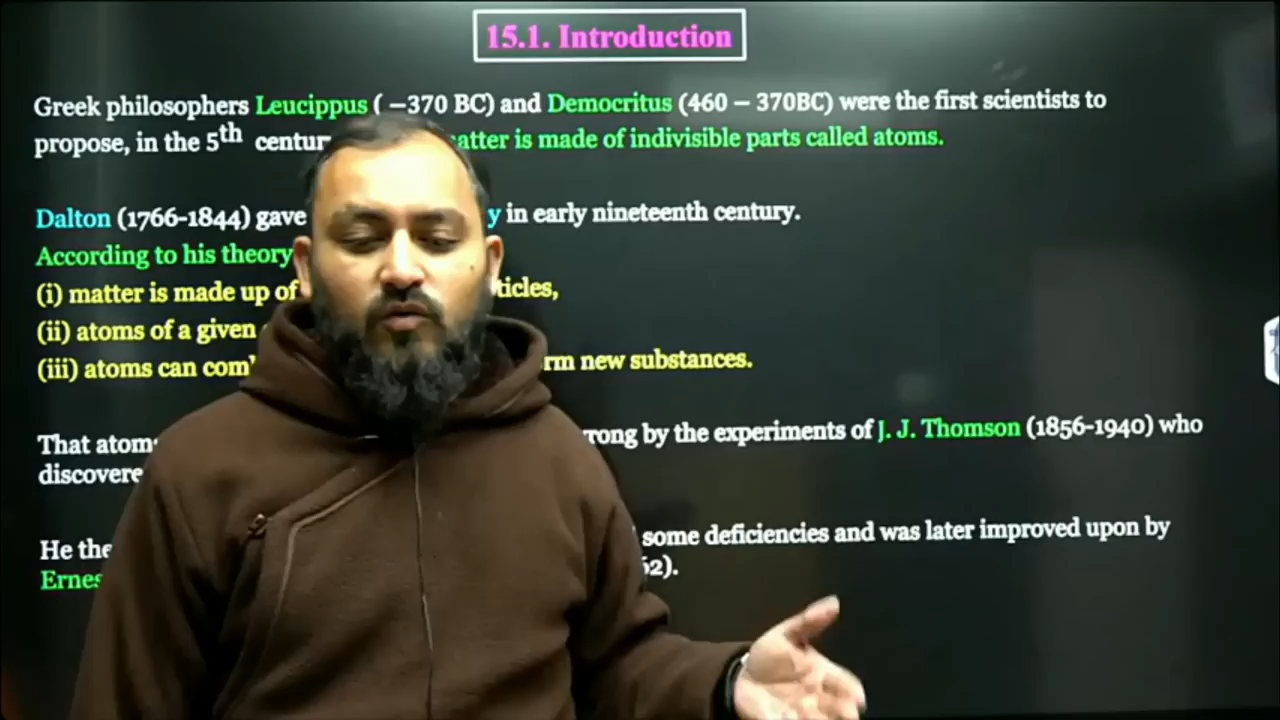 15.1. Introduction
Greek philosophers Leucippus ( –370 BC) and Democritus (460 – 370BC) were the first scientists to
propose, in the 5th atter is made of indivisible parts called atoms.
Dalton (1766-1844) gave y in early nineteenth century.
According to his theory
(i) matter is made up of ticles,
(ii) atoms of a given
(iii) atoms can com rm new substances.
That atom rong by the experiments of J. J. Thomson (1856-1940) who
discovere
He the some deficiencies and was later improved upon by
Ernes 62).